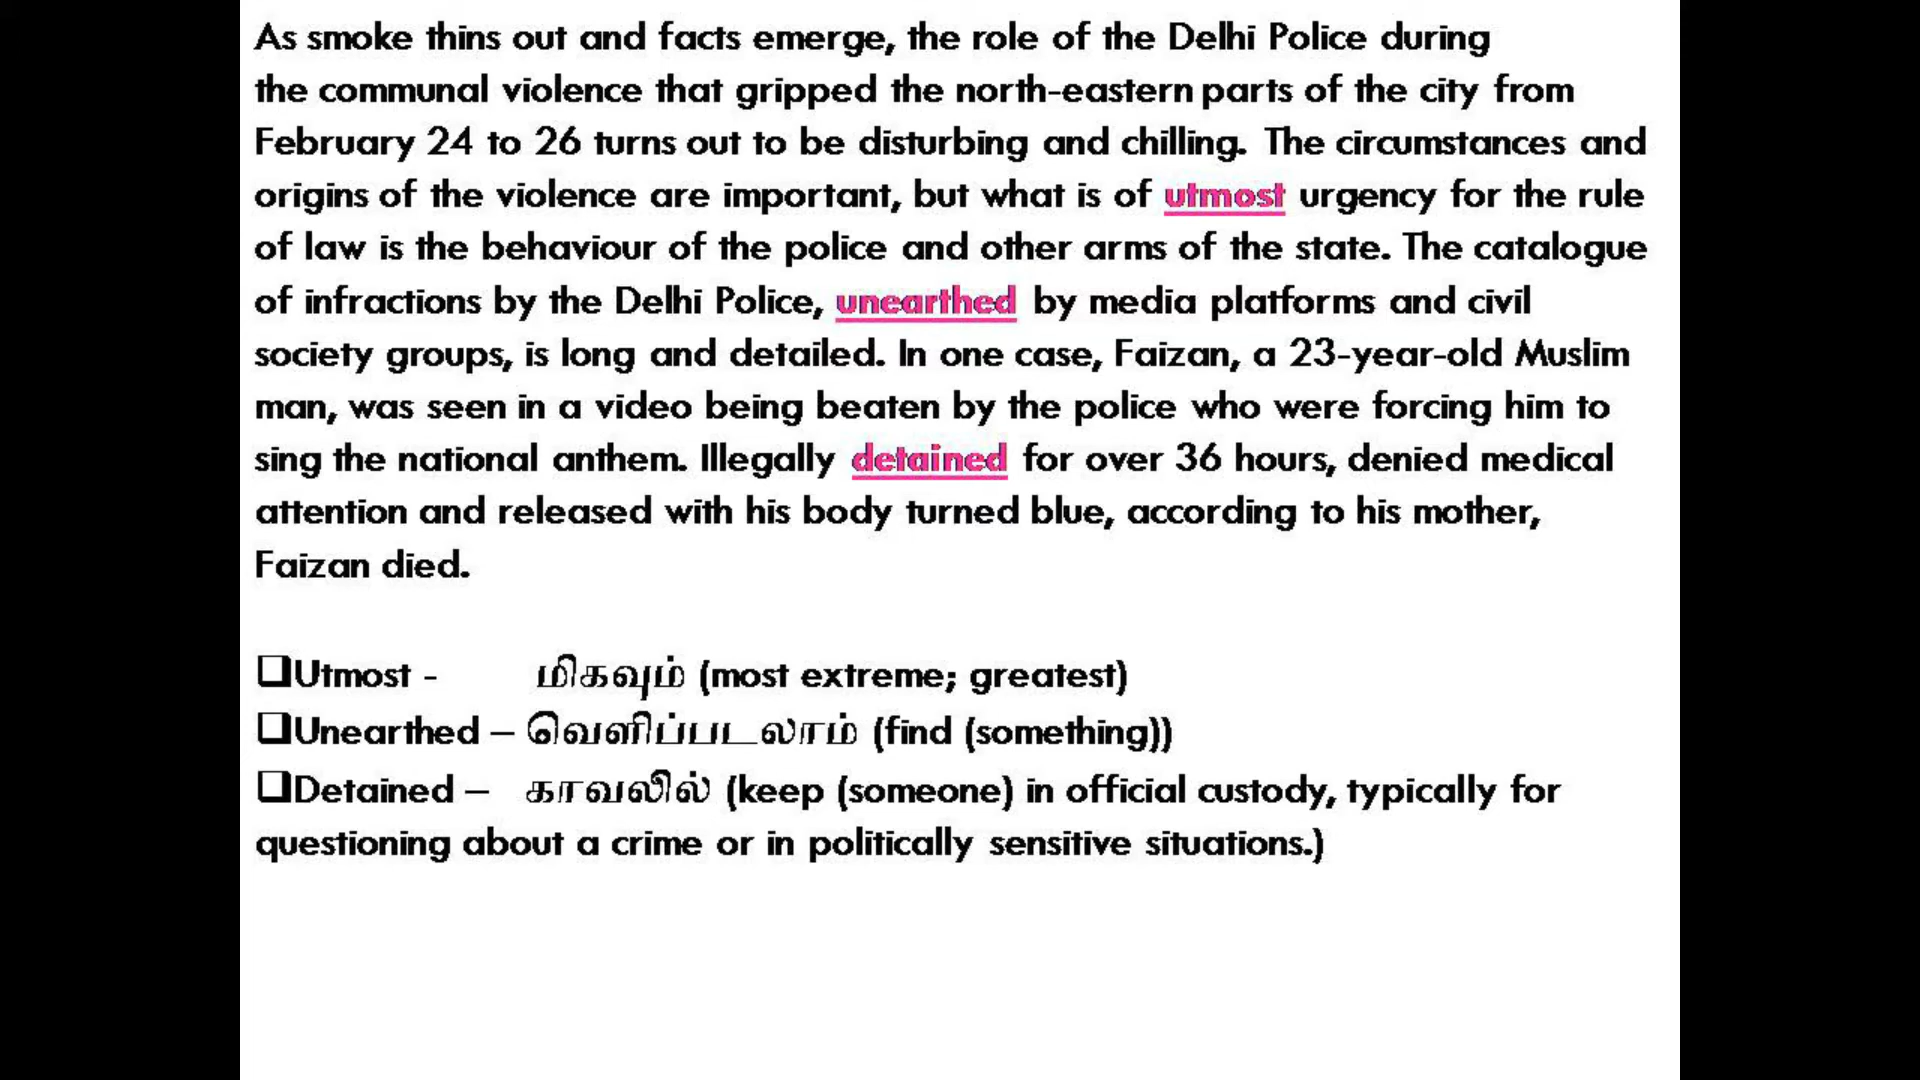 As smoke thins out and facts emerge, the role of the Delhi Police during
the communal violence that gripped the north-eastern parts of the city from
February 24 to 26 turns out to be disturbing and chilling. The circumstances and
origins of the violence are important, but what is of utmost urgency for the rule
of law is the behaviour of the police and other arms of the state. The catalogue
of infractions by the Delhi Police, unearthed by media platforms and civil
society groups, is long and detailed. In one case, Faizan, a 23-year-old Muslim
man, was seen in a video being beaten by the police who were forcing him to
sing the national anthem. Illegally detained for over 36 hours, denied medical
attention and released with his body turned blue, according to his mother,
Faizan died.
❑Utmost - மிகவும் (most extreme; greatest)
❑Unearthed – வெளிப்படலாம் (find (something))
❑Detained – காவலில் (keep (someone) in official custody, typically for
questioning about a crime or in politically sensitive situations.)